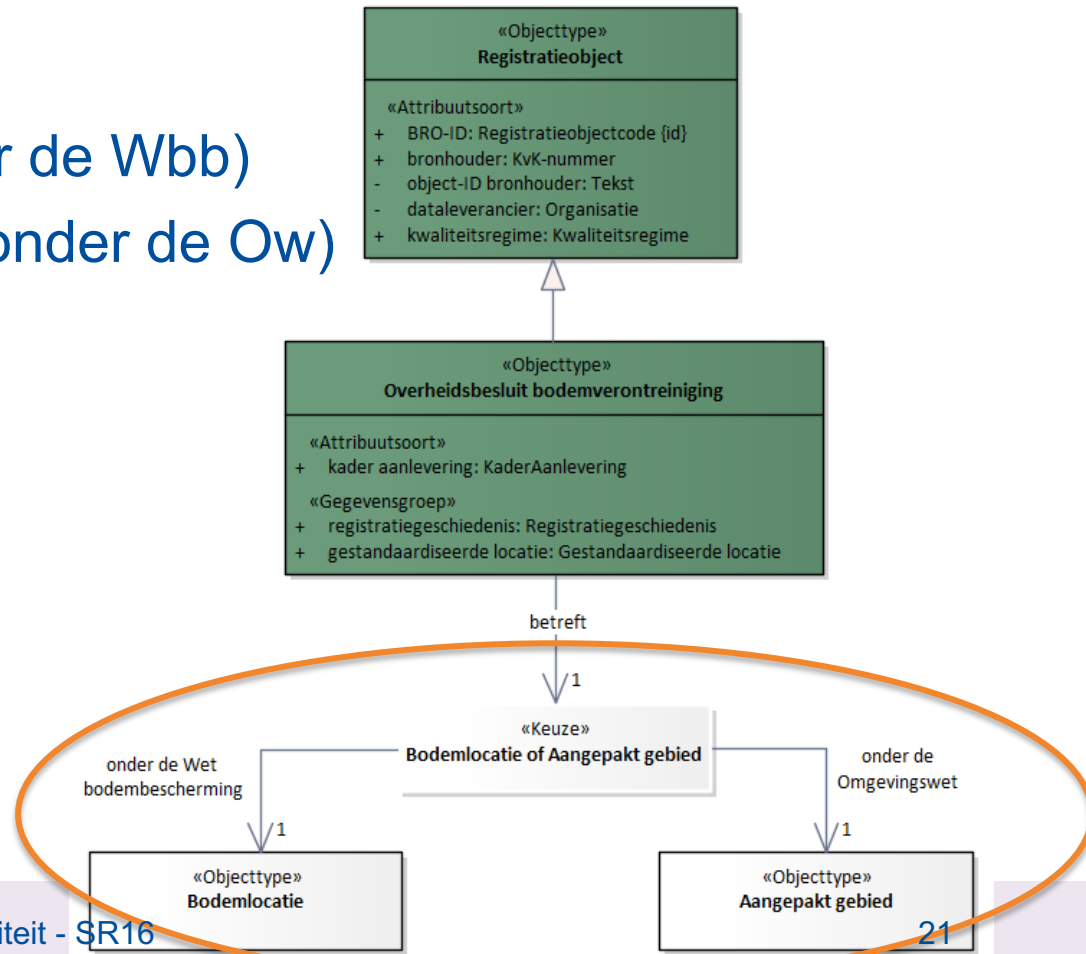 r de Wbb)
onder de Ow)
«Objecttype»
Registratieobject
«Attribuutsoort»
+ BRO-ID: Registratieobjectcode {id}
+ bronhouder: KvK-nummer
- object-ID bronhouder: Tekst
- dataleverancier: Organisatie
+ kwaliteitsregime: Kwaliteitsregime
«Objecttype»
Overheidsbesluit bodemverontreiniging
«Attribuutsoort»
+ kader aanlevering: KaderAanlevering
«Gegevensgroep»
+ registratiegeschiedenis: Registratiegeschiedenis
+ gestandaardiseerde locatie: Gestandaardiseerde locatie
betreft
1
«Keuze»
Bodemlocatie of Aangepakt gebied
onder de Wet
bodembescherming
onder de
Omgevingswet
1
1
«Objecttype»
Bodemlocatie
«Objecttype»
Aangepakt gebied
iteit - SR16
21